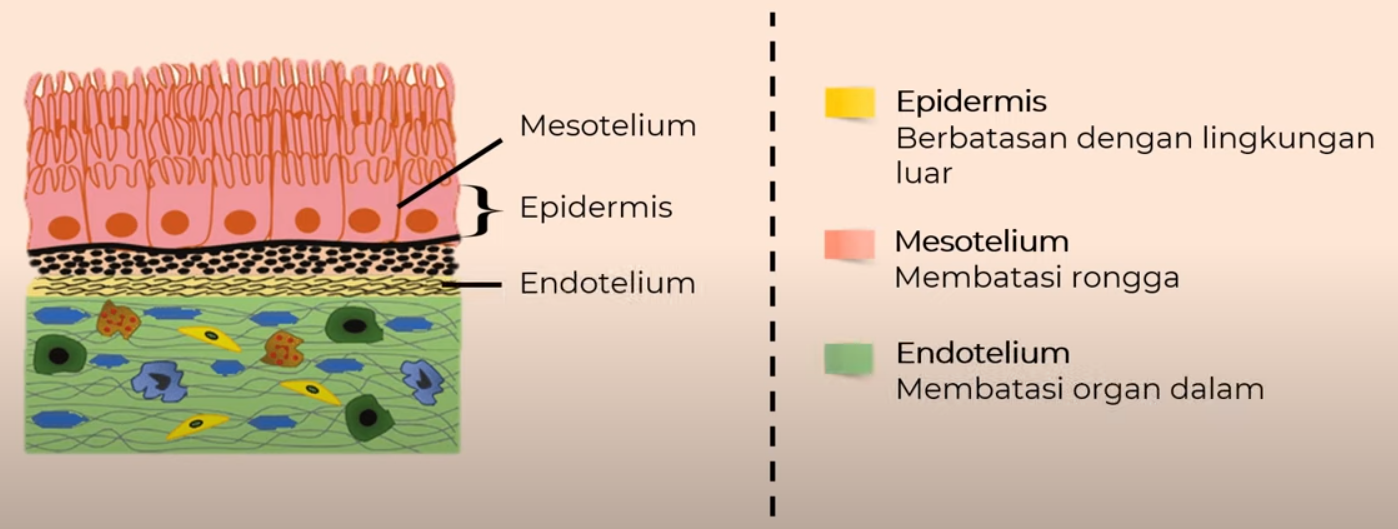 Mesotelium
Epidermis
Endotelium
Epidermis
Berbatasan dengan lingkungan
luar
Mesotelium
Membatasi rongga
Endotelium
Membatasi organ dalam